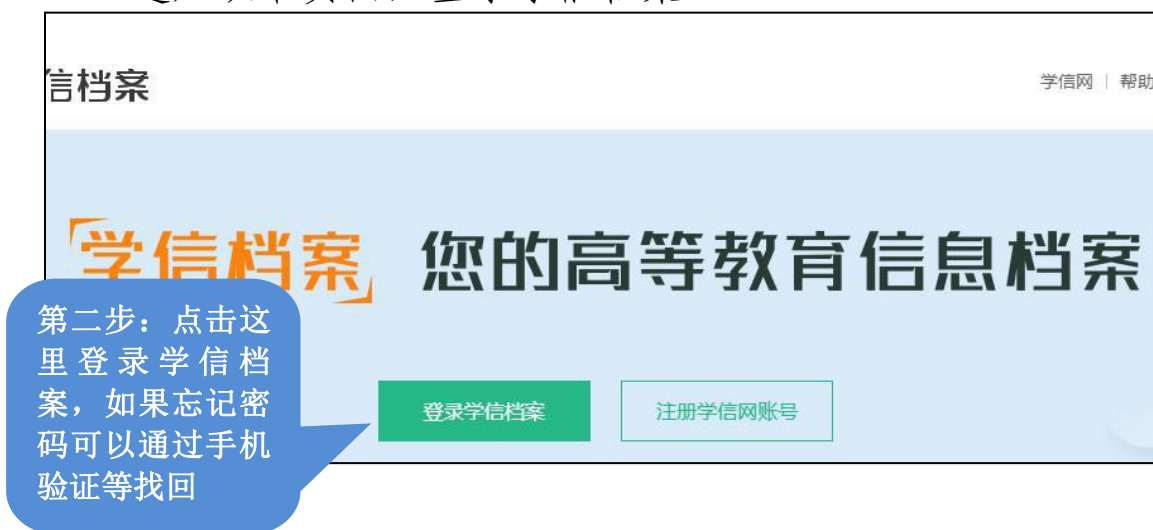 信档案
学信网 | 帮助
学信档案 您的高等教育信息档案
第二步：点击这
里登录学信档
案，如果忘记密
码可以通过手机
验证等找回
登录学信档案
注册学信网账号